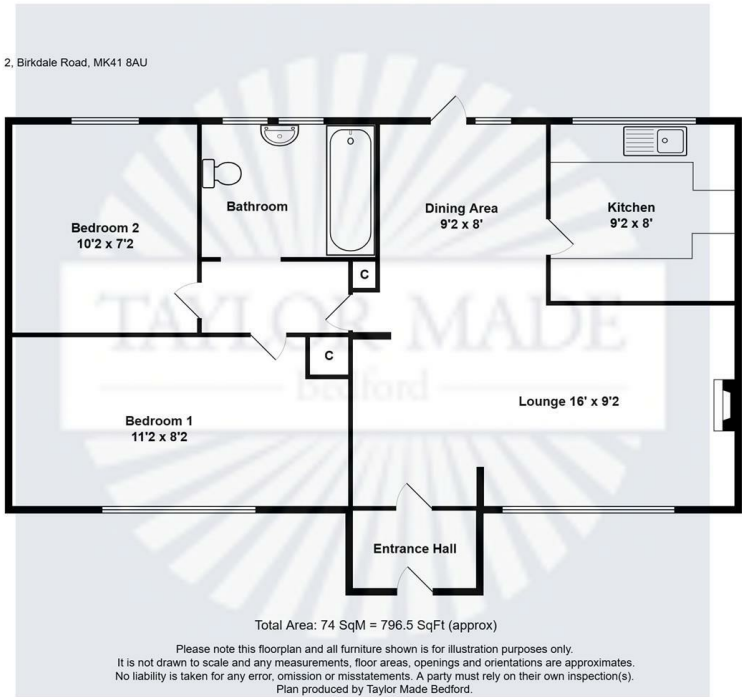 2, Birkdale Road, MK41 8AU
Bedroom 2
10'2 x 7'2
Bathroom
Dining Area
9'2 x 8'
Kitchen
9'2 x 8'
C
C
TAYLOR MADE
Bedford
Bedroom 1
11'2 x 8'2
Lounge 16' x 9'2
Entrance Hall
Total Area: 74 SqM = 796.5 SqFt (approx)
Please note this floorplan and all furniture shown is for illustration purposes only.
It is not drawn to scale and any measurements, floor areas, openings and orientations are approximates.
No liability is taken for any error, omission or misstatements. A party must rely on their own inspection(s).
Plan produced by Taylor Made Bedford.